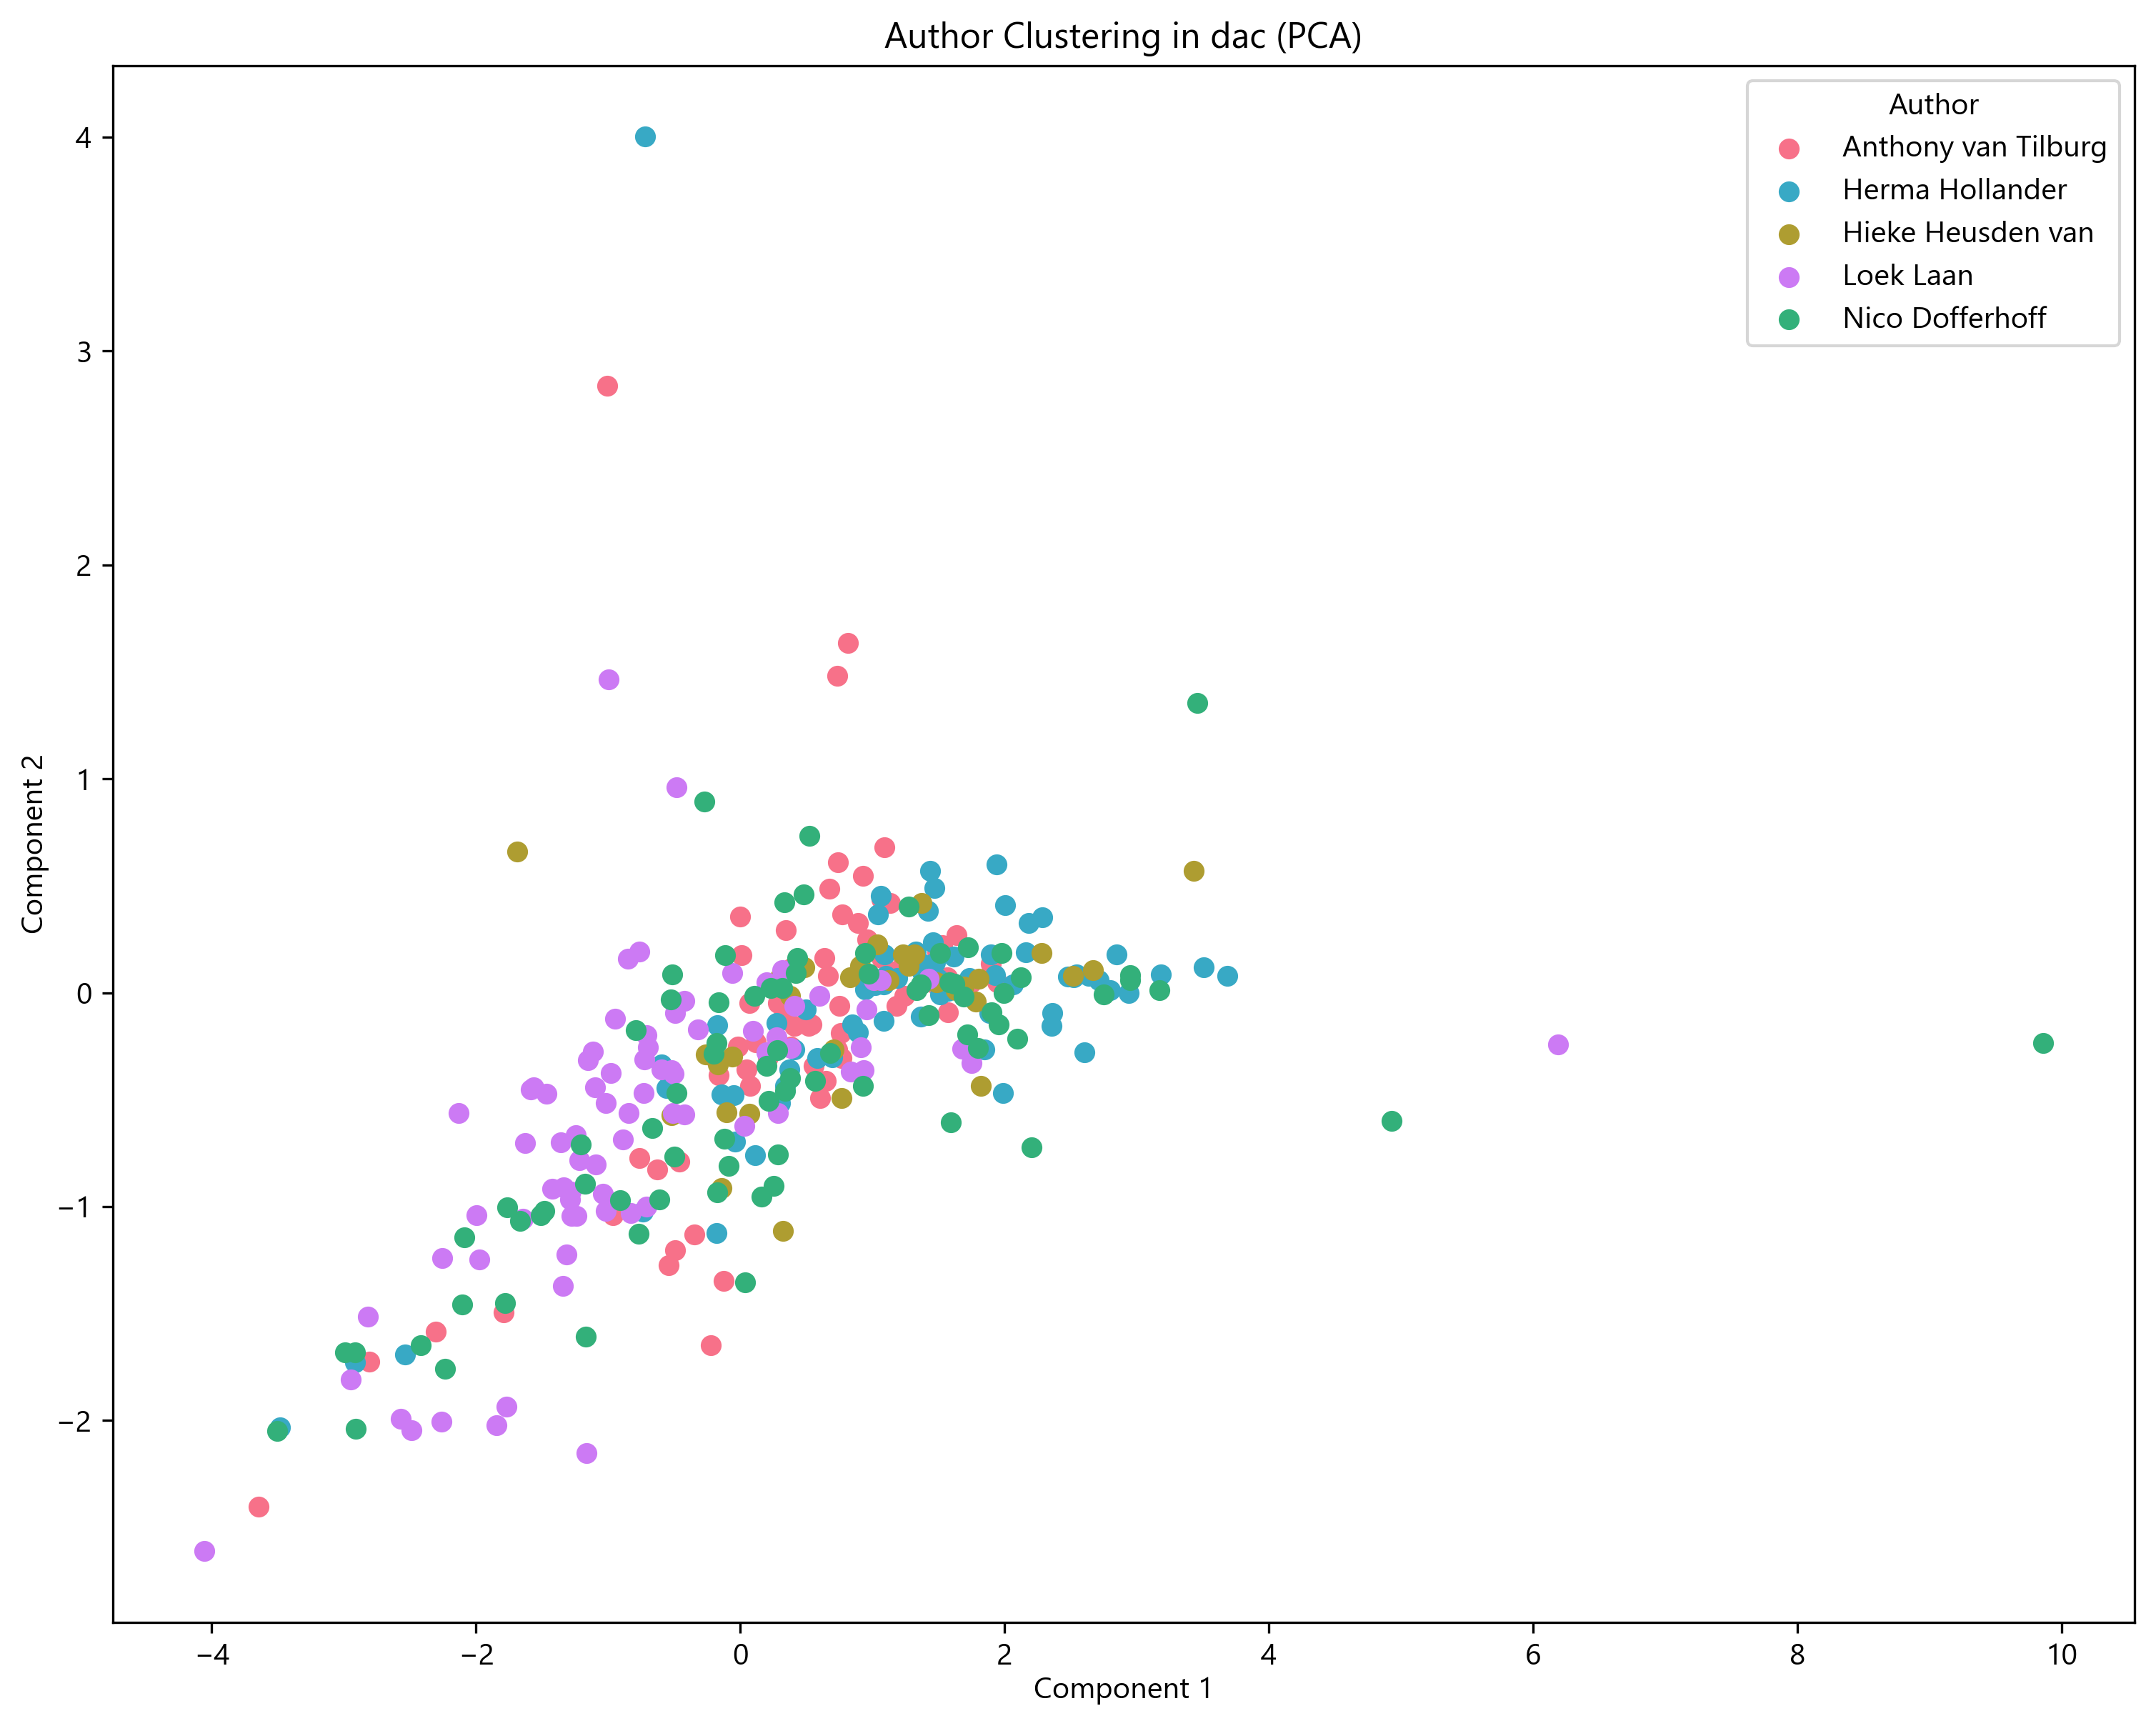 Author Clustering in dac (PCA)
Author
Anthony van Tilburg
Herma Hollander
Hieke Heusden van
Loek Laan
Nico Dofferhoff
Component 2
4
3
2
1
0
−1
−2
−4
−2
0
2
4
6
8
10
Component 1